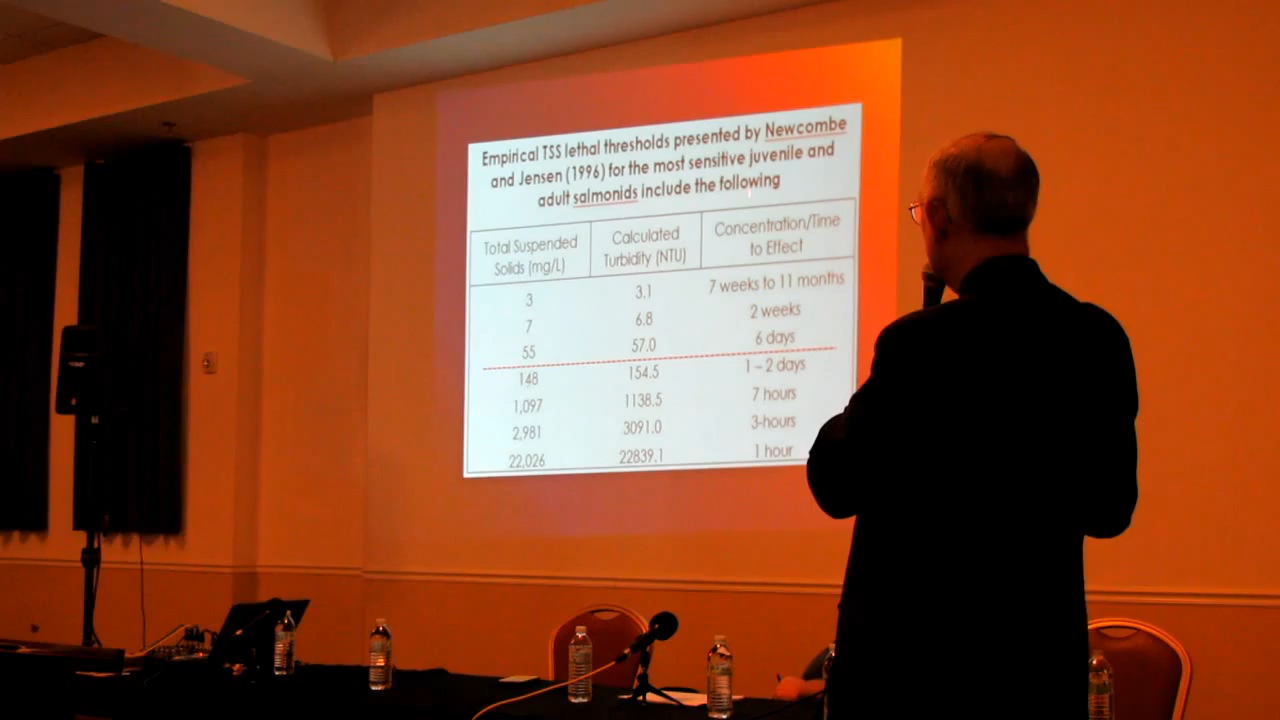 Empirical TSS lethal thresholds presented by Newcombe
and Jensen (1996) for the most sensitive juvenile and
adult salmonids include the following
Total Suspended Solids (mg/L) Calculated Turbidity (NTU) Concentration/Time to Effect
3 3.1 7 weeks to 11 months
7 6.8 2 weeks
55 57.0 6 days
148 154.5 1 – 2 days
1,097 1138.5 7 hours
2,981 3091.0 3-hours
22,026 22839.1 1 hour